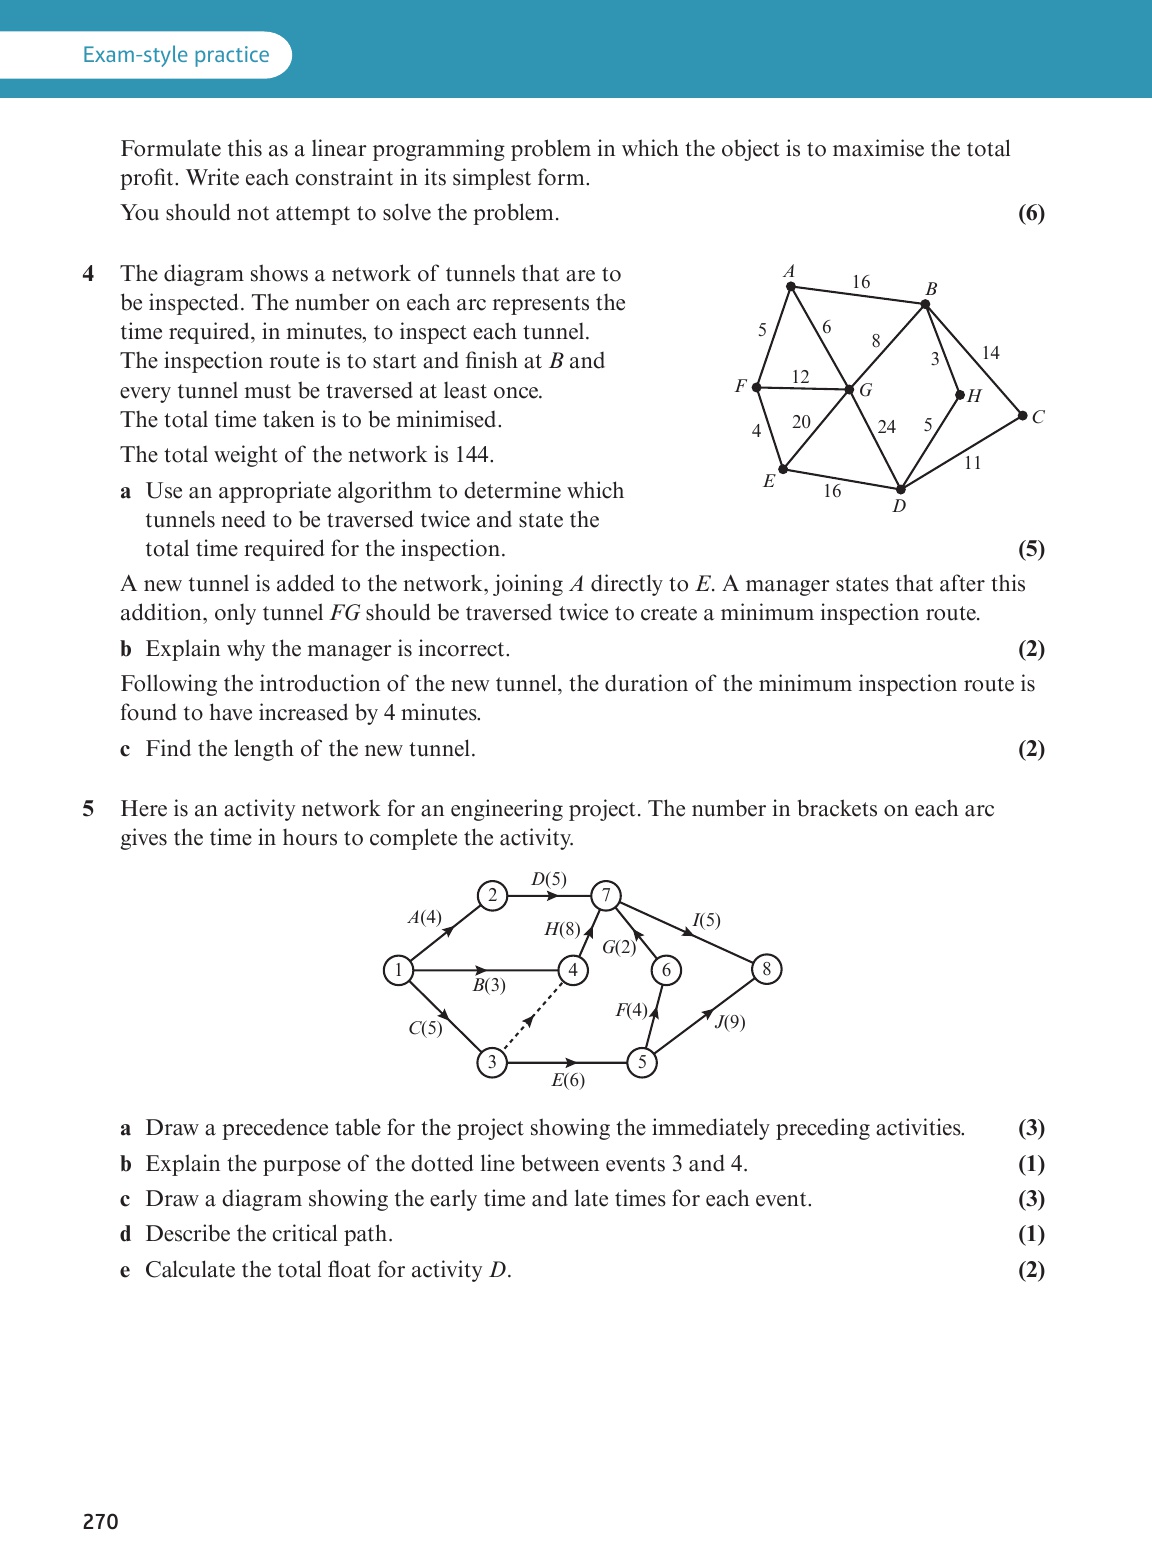 Exam-style practice
Formulate this as a linear programming problem in which the object is to maximise the total
profit. Write each constraint in its simplest form.
You should not attempt to solve the problem. (6)
4 The diagram shows a network of tunnels that are to
be inspected. The number on each arc represents the
time required, in minutes, to inspect each tunnel.
The inspection route is to start and finish at B and
every tunnel must be traversed at least once.
The total time taken is to be minimised.
The total weight of the network is 144.
a Use an appropriate algorithm to determine which
tunnels need to be traversed twice and state the
total time required for the inspection. (5)
A
16
B
5
6
8
3
14
F
12
G
H
C
4
20
24
5
11
E
16
D
A new tunnel is added to the network, joining A directly to E. A manager states that after this
addition, only tunnel FG should be traversed twice to create a minimum inspection route.
b Explain why the manager is incorrect. (2)
Following the introduction of the new tunnel, the duration of the minimum inspection route is
found to have increased by 4 minutes.
c Find the length of the new tunnel. (2)
5 Here is an activity network for an engineering project. The number in brackets on each arc
gives the time in hours to complete the activity.
D(5)
2
7
A(4)
H(8)
I(5)
G(2)
1
4
6
8
B(3)
F(4)
C(5)
J(9)
3
5
E(6)
a Draw a precedence table for the project showing the immediately preceding activities. (3)
b Explain the purpose of the dotted line between events 3 and 4. (1)
c Draw a diagram showing the early time and late times for each event. (3)
d Describe the critical path. (1)
e Calculate the total float for activity D. (2)
270